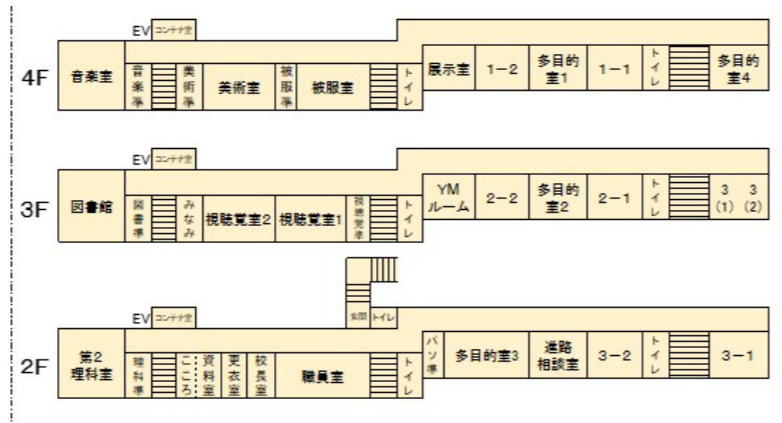 EV コンテナ室
4F
音楽室
音楽準
美術準
美術室
被服準
被服室
トイレ
展示室
1－2
多目的
室1
1－1
トイレ
多目的
室4
EV コンテナ室
3F
図書館
図書準
みなみ
視聴覚室2
視聴覚室1
視聴覚準
トイレ
YM
ルーム
2－2
多目的
室2
2－1
トイレ
3 3
(1) (2)
玄関 トイレ
EV コンテナ室
2F
第2
理科室
理科準
こころ
資料室
更衣室
校長室
職員室
トイレ
パソ準
多目的室3
進路
相談室
3－2
トイレ
3－1